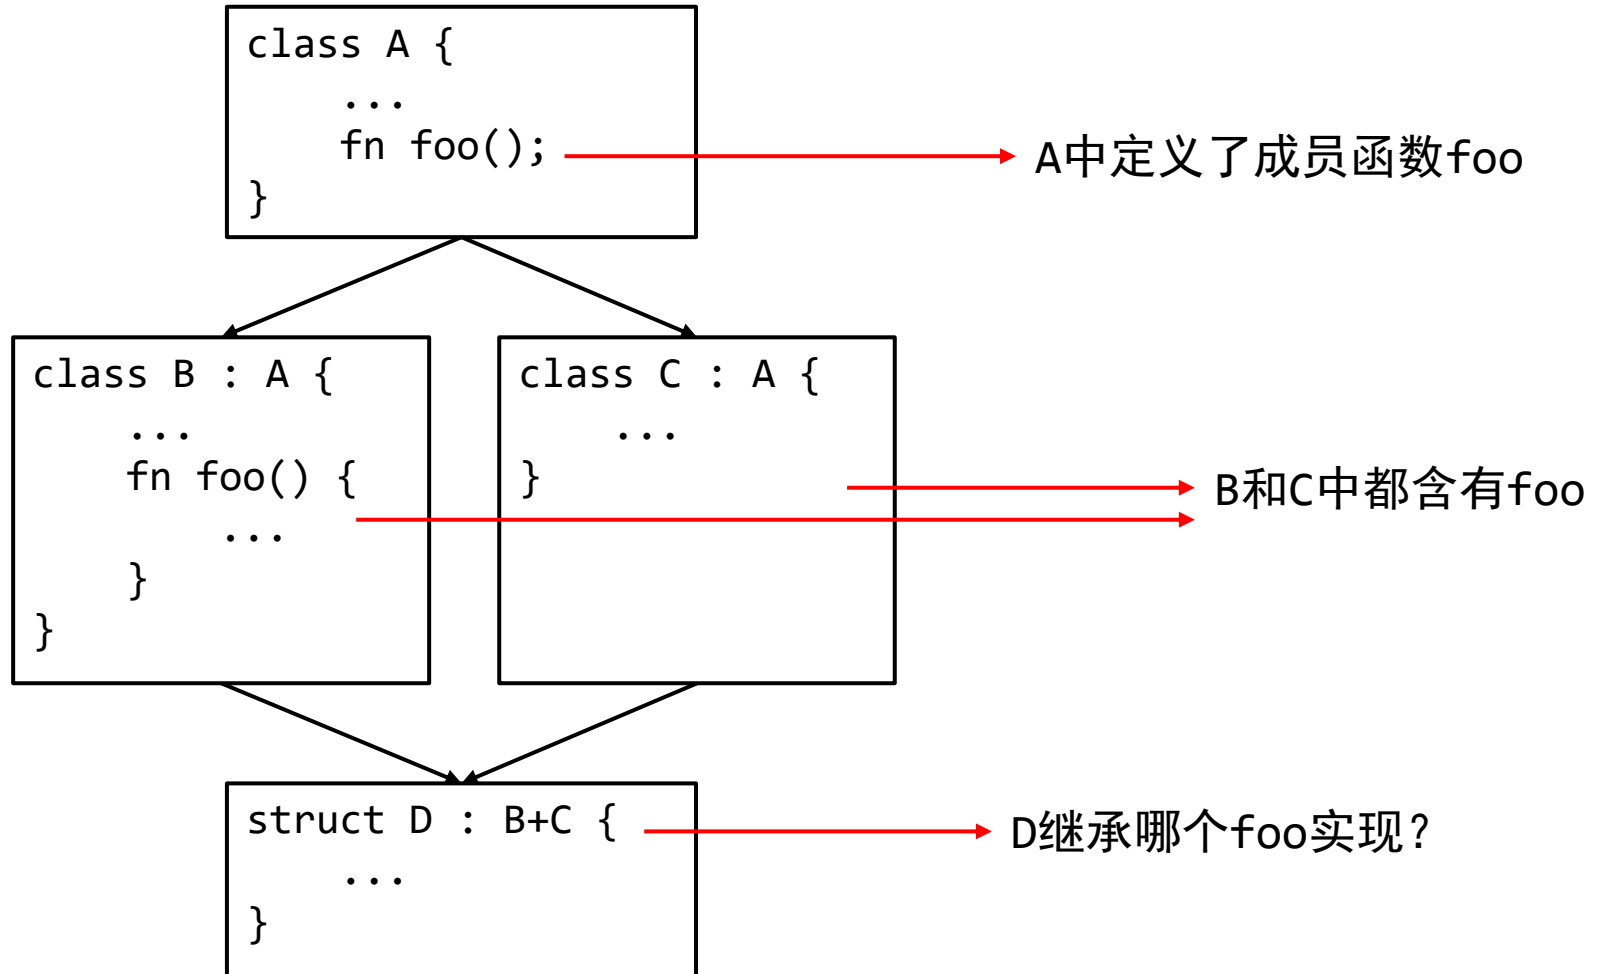 class A {
...
fn foo();
}
A中定义了成员函数foo
class B : A {
...
fn foo() {
...
}
}
class C : A {
...
}
B和C中都含有foo
struct D : B+C {
...
}
D继承哪个foo实现?